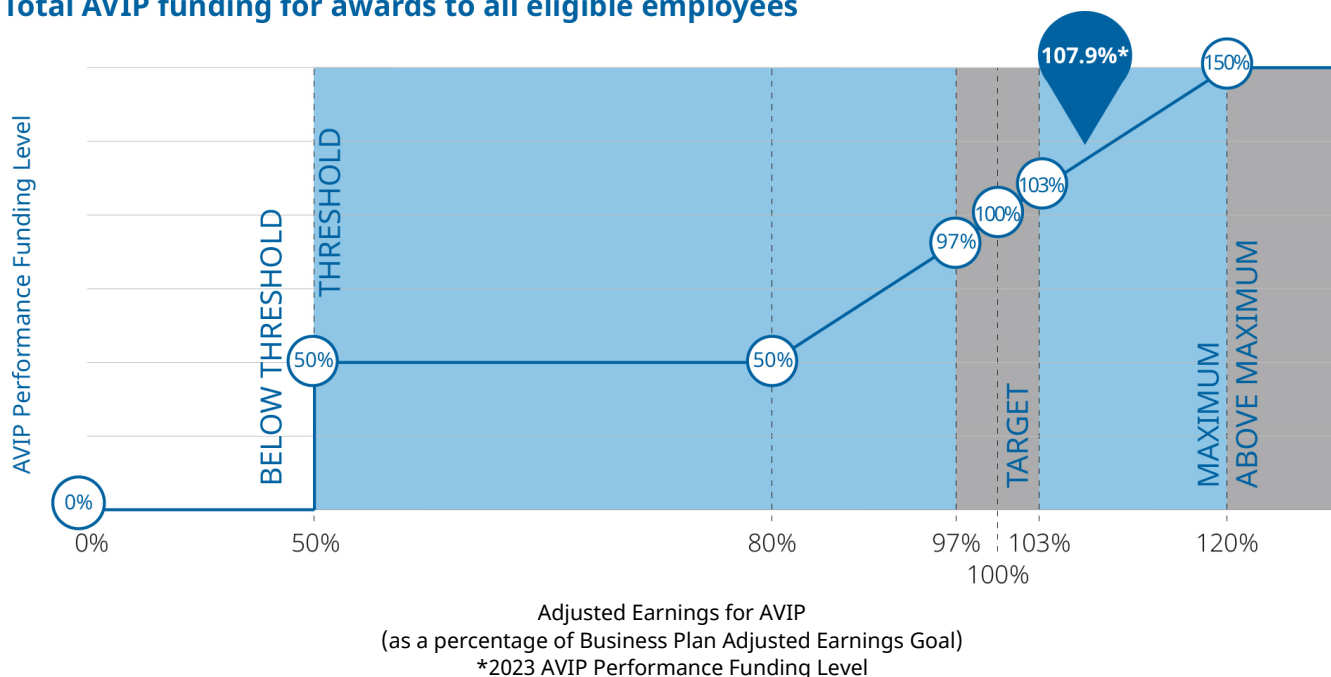 Total AVIP funding for awards to all eligible employees
107.9%*
150%
103%
100%
97%
50%
50%
0%
AVIP Performance Funding Level
BELOW THRESHOLD
THRESHOLD
TARGET
MAXIMUM
ABOVE MAXIMUM
0%
50%
80%
97%
103%
120%
100%
Adjusted Earnings for AVIP
(as a percentage of Business Plan Adjusted Earnings Goal)
*2023 AVIP Performance Funding Level